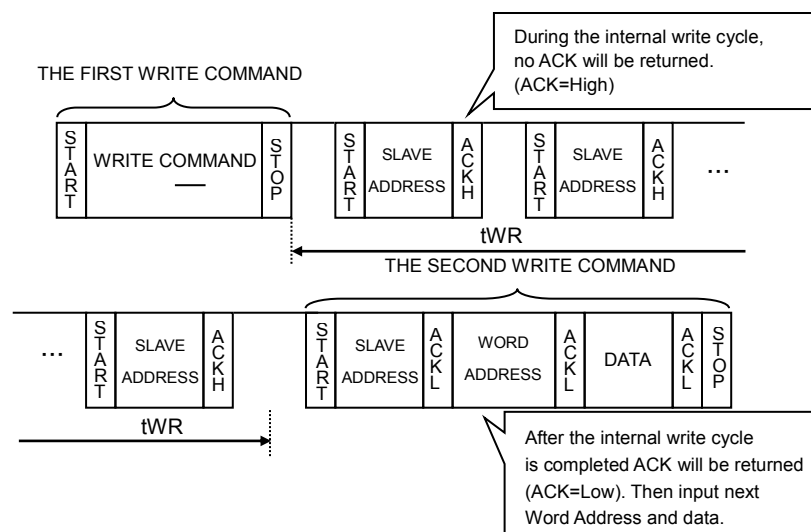 During the internal write cycle,
no ACK will be returned.
(ACK=High)
THE FIRST WRITE COMMAND
START
WRITE COMMAND
STOP
START
SLAVE
ADDRESS
ACKH
START
SLAVE
ADDRESS
ACKH
…
tWR
THE SECOND WRITE COMMAND
…
START
SLAVE
ADDRESS
ACKH
START
SLAVE
ADDRESS
ACKL
WORD
ADDRESS
ACKL
DATA
ACKL
STOP
tWR
After the internal write cycle
is completed ACK will be returned
(ACK=Low). Then input next
Word Address and data.